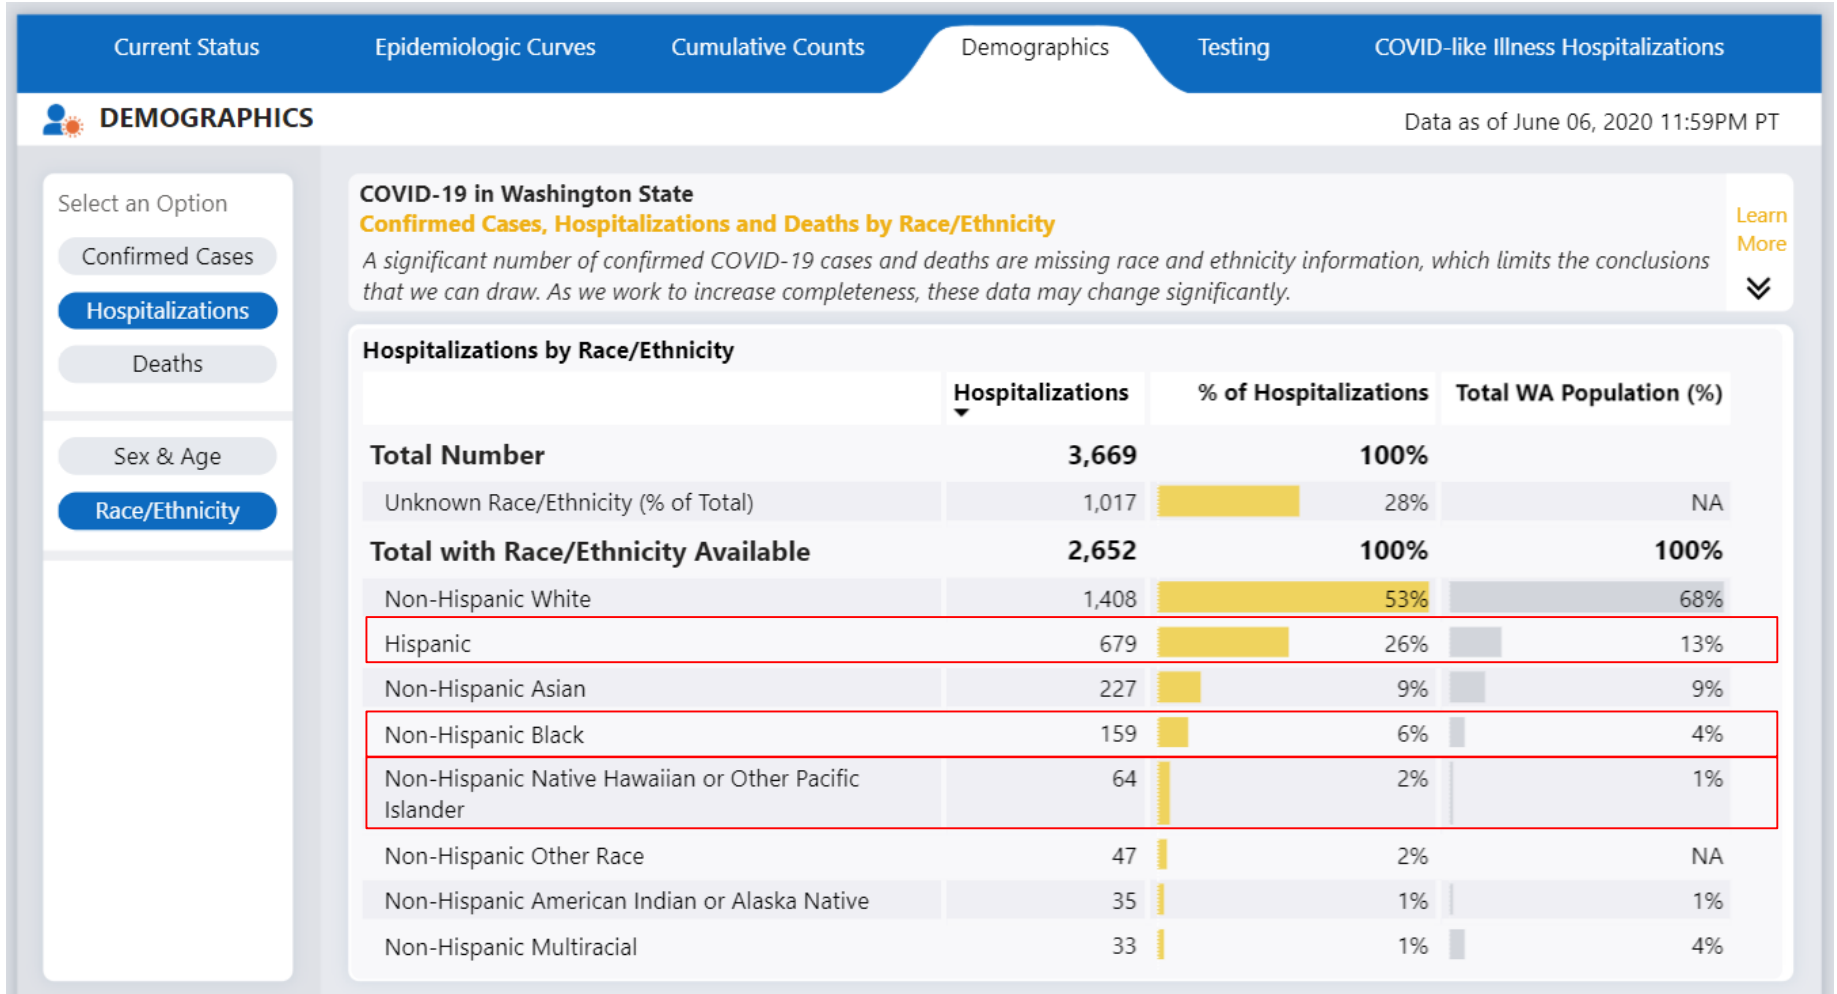 Current Status Epidemiologic Curves Cumulative Counts Demographics Testing COVID-like Illness Hospitalizations
DEMOGRAPHICS Data as of June 06, 2020 11:59PM PT
Select an Option
Confirmed Cases
Hospitalizations
Deaths
Sex & Age
Race/Ethnicity
COVID-19 in Washington State
Confirmed Cases, Hospitalizations and Deaths by Race/Ethnicity
A significant number of confirmed COVID-19 cases and deaths are missing race and ethnicity information, which limits the conclusions
that we can draw. As we work to increase completeness, these data may change significantly.
Learn
More
Hospitalizations by Race/Ethnicity
Hospitalizations % of Hospitalizations Total WA Population (%)
Total Number 3,669 100%
Unknown Race/Ethnicity (% of Total) 1,017 28% NA
Total with Race/Ethnicity Available 2,652 100% 100%
Non-Hispanic White 1,408 53% 68%
Hispanic 679 26% 13%
Non-Hispanic Asian 227 9% 9%
Non-Hispanic Black 159 6% 4%
Non-Hispanic Native Hawaiian or Other Pacific 64 2% 1%
Islander
Non-Hispanic Other Race 47 2% NA
Non-Hispanic American Indian or Alaska Native 35 1% 1%
Non-Hispanic Multiracial 33 1% 4%